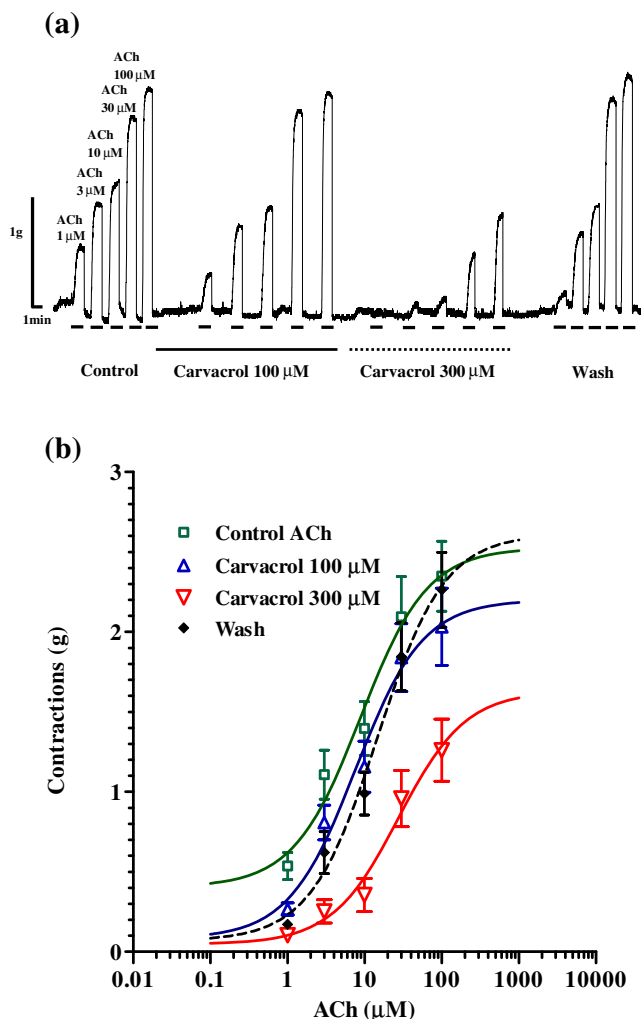 (a)
ACh
100 μM
ACh
30 μM
ACh
10 μM
ACh
3 μM
ACh
1 μM
1g
1min
Control
Carvacrol 100 μM
Carvacrol 300 μM
Wash
(b)
3
2
1
0
Contractions (g)
Control ACh
Carvacrol 100 μM
Carvacrol 300 μM
Wash
0.01
0.1
1
10
100
1000
10000
ACh (μM)